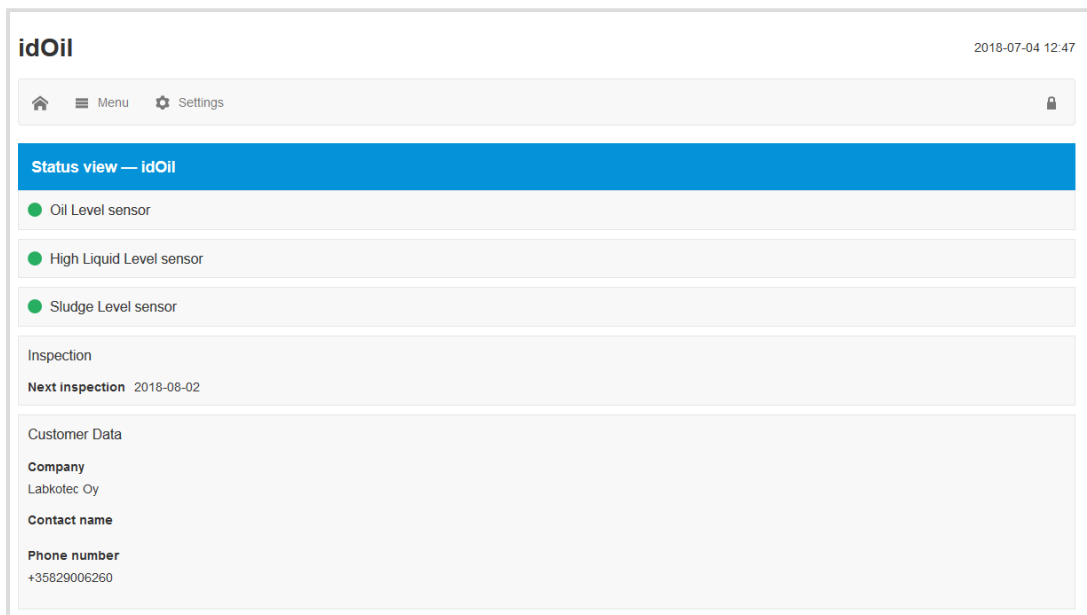 idOil
2018-07-04 12:47
Menu Settings
Status view — idOil
Oil Level sensor
High Liquid Level sensor
Sludge Level sensor
Inspection
Next inspection 2018-08-02
Customer Data
Company
Labkotec Oy
Contact name
Phone number
+35829006260